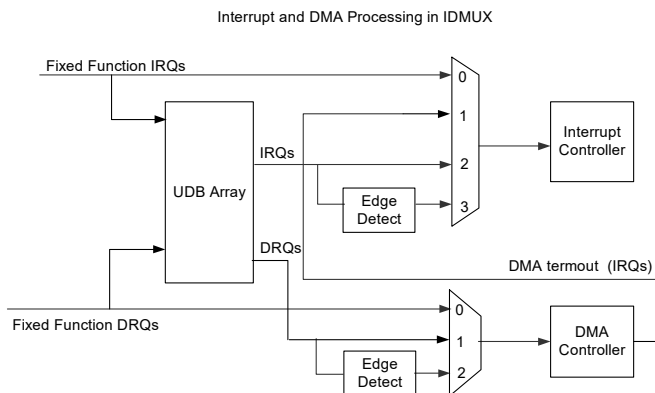 Interrupt and DMA Processing in IDMUX
Fixed Function IRQs
0
1
Interrupt
Controller
IRQs
2
UDB Array
Edge
Detect
3
DRQs
DMA termout (IRQs)
0
Fixed Function DRQs
1
DMA
Controller
Edge
Detect
2